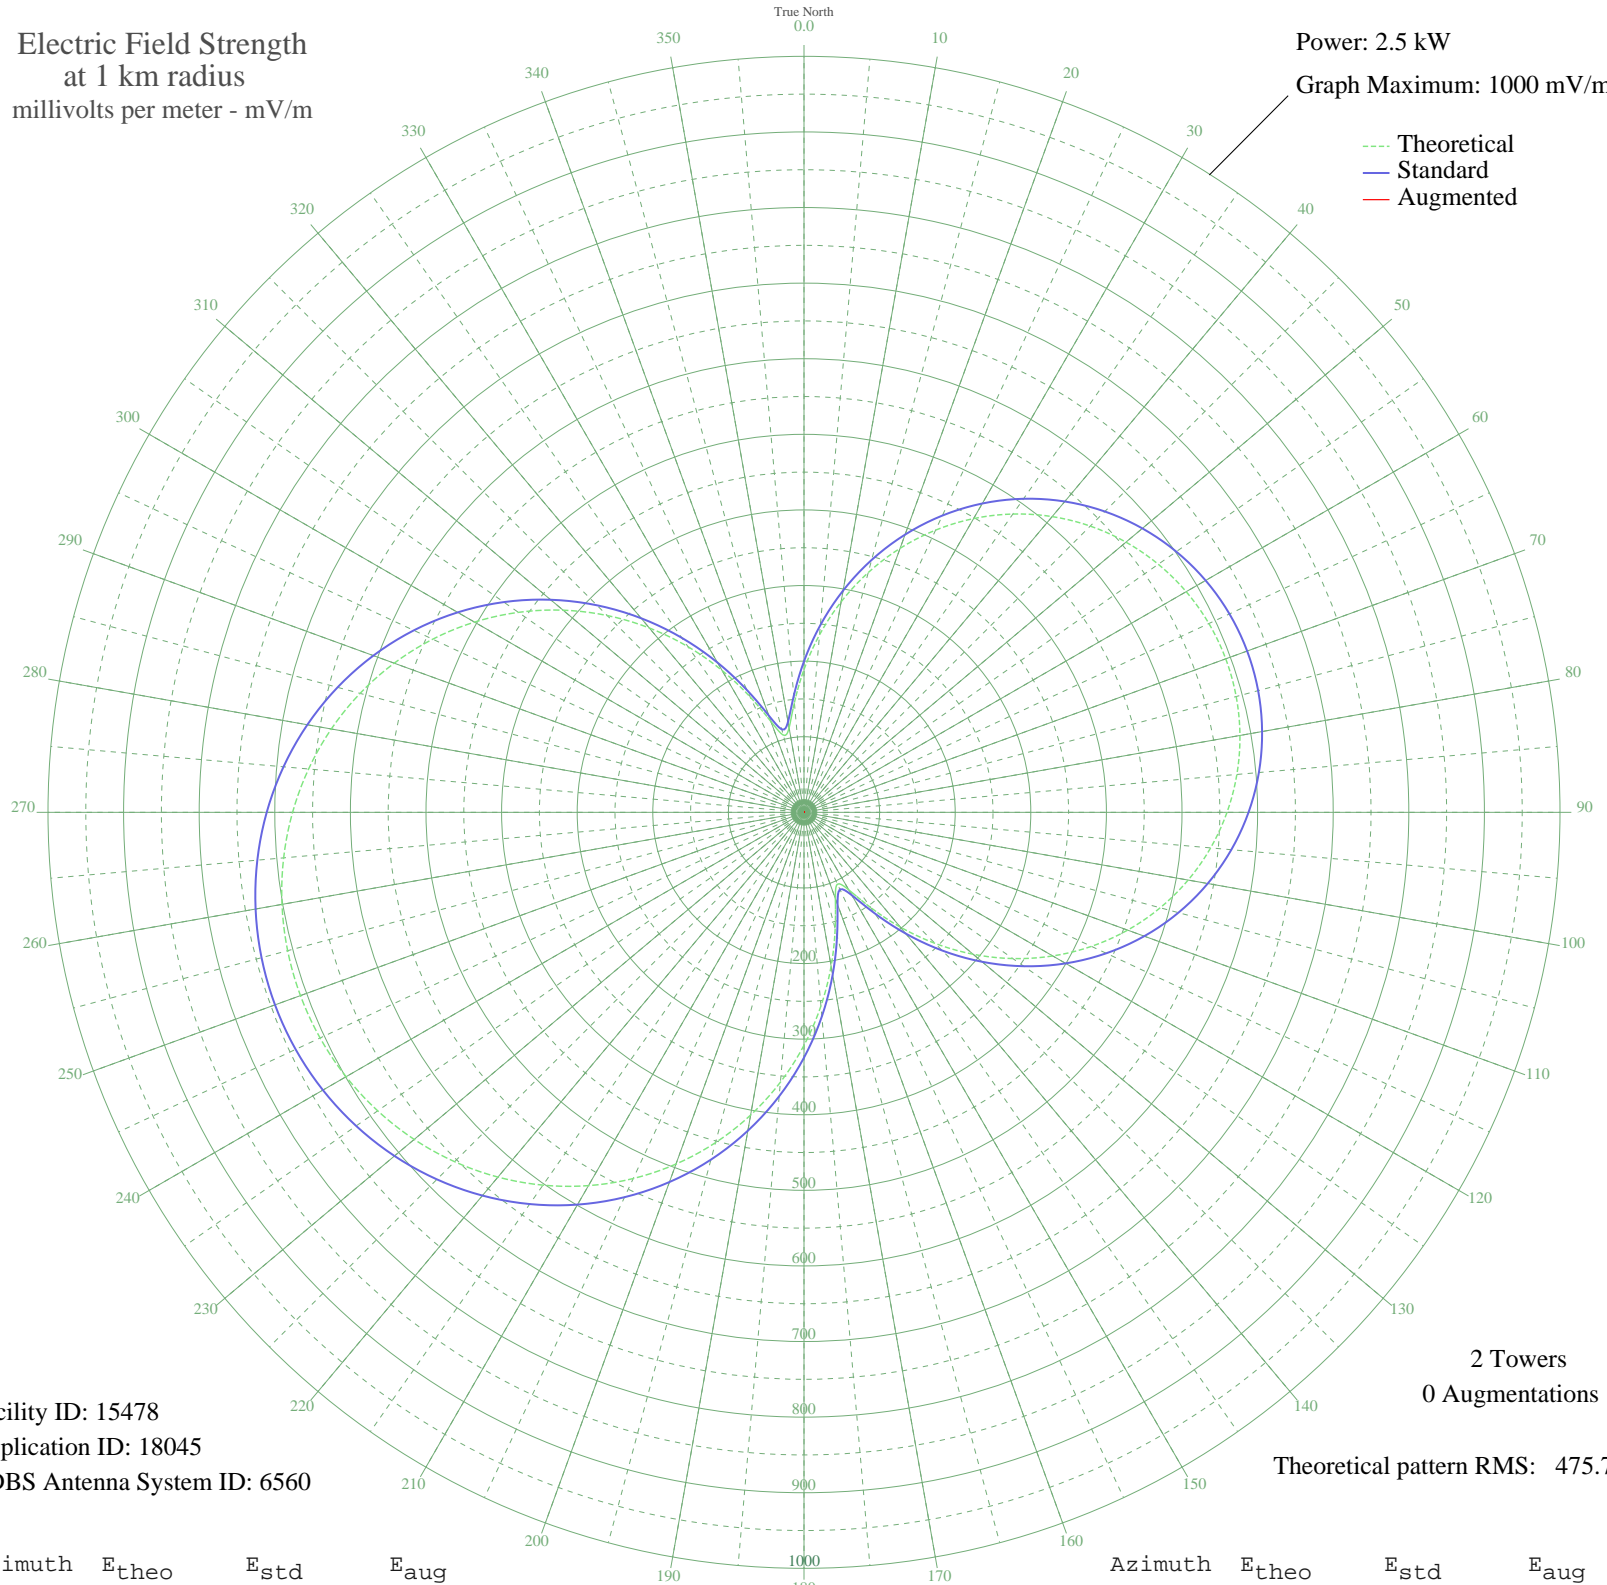 True North
0.0
Electric Field Strength
at 1 km radius
millivolts per meter - mV/m
Power: 2.5 kW
Graph Maximum: 1000 mV/m
Theoretical
Standard
Augmented
10
20
30
40
50
60
70
80
90
100
110
120
130
140
150
160
170
190
200
210
220
230
240
250
260
270
280
290
300
310
320
330
340
350
200
300
400
500
600
700
800
900
1000
2 Towers
0 Augmentations
Theoretical pattern RMS: 475.7
cility ID: 15478
plication ID: 18045
DBS Antenna System ID: 6560
imuth Etheo Estd Eaug
Azimuth Etheo Estd Eaug